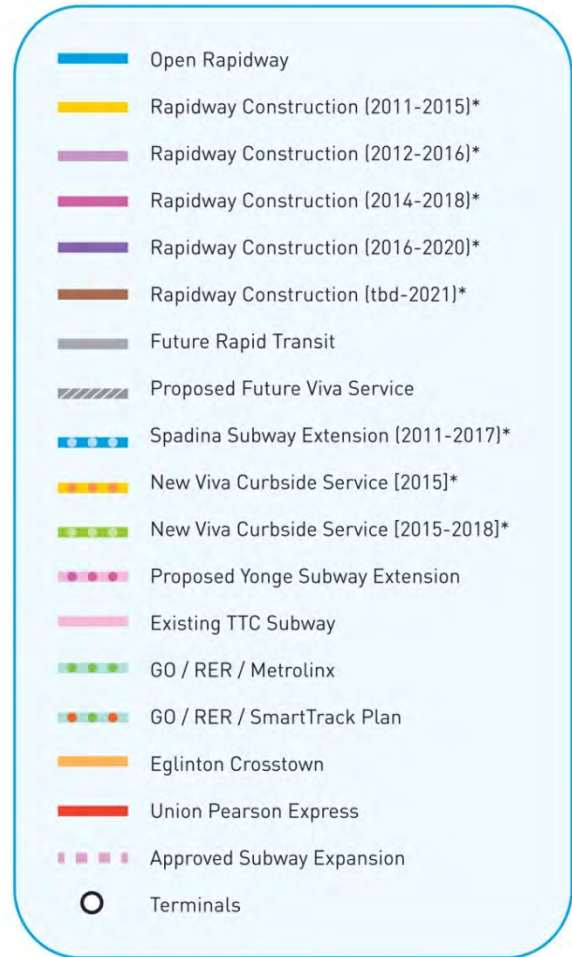 Open Rapidway
Rapidway Construction (2011-2015)*
Rapidway Construction (2012-2016)*
Rapidway Construction (2014-2018)*
Rapidway Construction (2016-2020)*
Rapidway Construction (tbd-2021)*
Future Rapid Transit
Proposed Future Viva Service
Spadina Subway Extension (2011-2017)*
New Viva Curbside Service [2015]*
New Viva Curbside Service [2015-2018]*
Proposed Yonge Subway Extension
Existing TTC Subway
GO / RER / Metrolinx
GO / RER / SmartTrack Plan
Eglinton Crosstown
Union Pearson Express
Approved Subway Expansion
Terminals